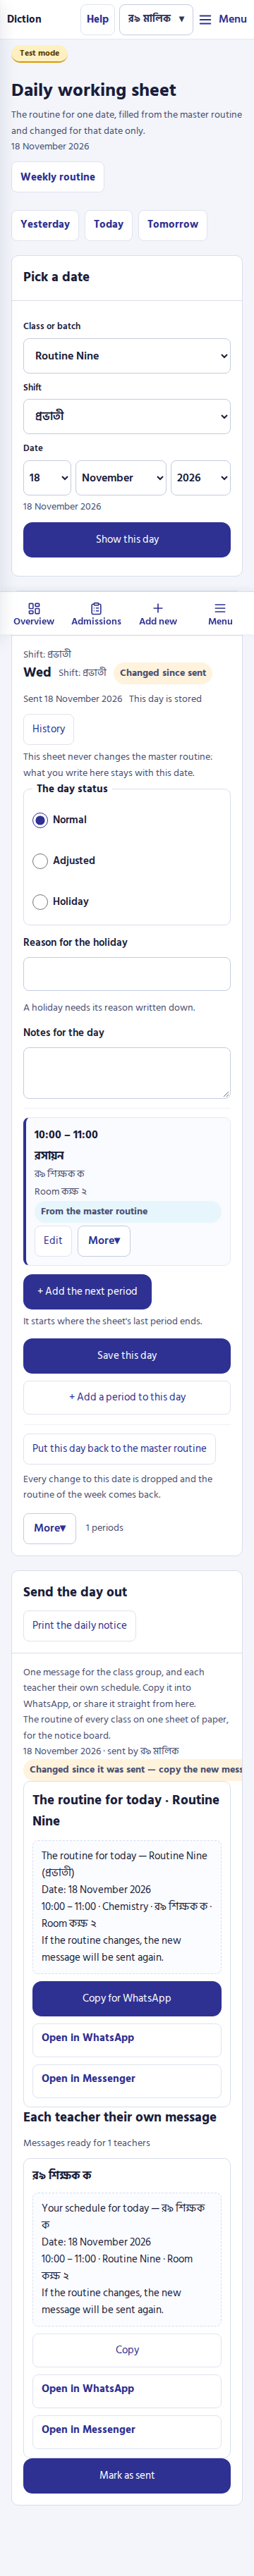 Diction
Help
র৯ মালিক ▾
Menu
Test mode
Daily working sheet
The routine for one date, filled from the master routine
and changed for that date only.
18 November 2026
Weekly routine
Yesterday
Today
Tomorrow
Pick a date
Class or batch
Routine Nine
Shift
প্রভাতী
Date
18
November
2026
18 November 2026
Show this day
Overview
Admissions
Add new
Menu
Shift: প্রভাতী
Wed Shift: প্রভাতী Changed since sent
Sent 18 November 2026 This day is stored
History
This sheet never changes the master routine:
what you write here stays with this date.
The day status
Normal
Adjusted
Holiday
Reason for the holiday
A holiday needs its reason written down.
Notes for the day
10:00 – 11:00
রসায়ন
র৯ শিক্ষক ক
Room কক্ষ ২
From the master routine
Edit
More▾
+ Add the next period
It starts where the sheet's last period ends.
Save this day
+ Add a period to this day
Put this day back to the master routine
Every change to this date is dropped and the
routine of the week comes back.
More▾
1 periods
Send the day out
Print the daily notice
One message for the class group, and each
teacher their own schedule. Copy it into
WhatsApp, or share it straight from here.
The routine of every class on one sheet of paper,
for the notice board.
18 November 2026 · sent by র৯ মালিক
Changed since it was sent — copy the new mess
The routine for today · Routine
Nine
The routine for today — Routine Nine
(প্রভাতী)
Date: 18 November 2026
10:00 – 11:00 · Chemistry · র৯ শিক্ষক ক ·
Room কক্ষ ২
If the routine changes, the new
message will be sent again.
Copy for WhatsApp
Open in WhatsApp
Open in Messenger
Each teacher their own message
Messages ready for 1 teachers
র৯ শিক্ষক ক
Your schedule for today — র৯ শিক্ষক
ক
Date: 18 November 2026
10:00 – 11:00 · Routine Nine · Room
কক্ষ ২
If the routine changes, the new
message will be sent again.
Copy
Open in WhatsApp
Open in Messenger
Mark as sent